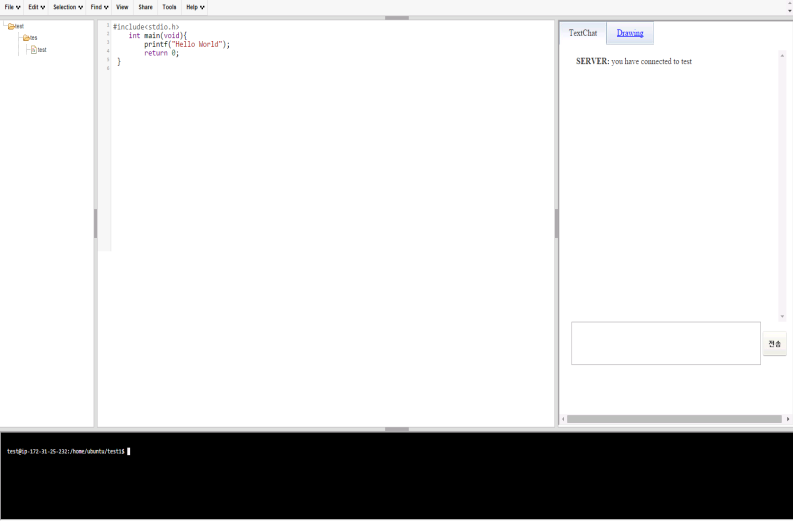 File Edit Selection Find View Share Tools Help
test
tes
test
1 #include<stdio.h>
2 int main(void){
3 printf("Hello World");
4 return 0;
5 }
6
TextChat Drawing
SERVER: you have connected to test
전송
test@ip-172-31-25-232:/home/ubuntu/test1$